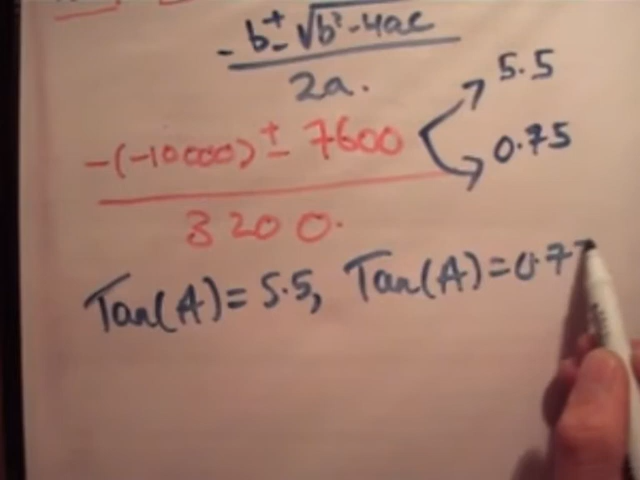 -b±√b²-4ac
2a.
-(-10000)±7600
3200.
5.5
0.75
Tan(A)=5.5, Tan(A)=0.7